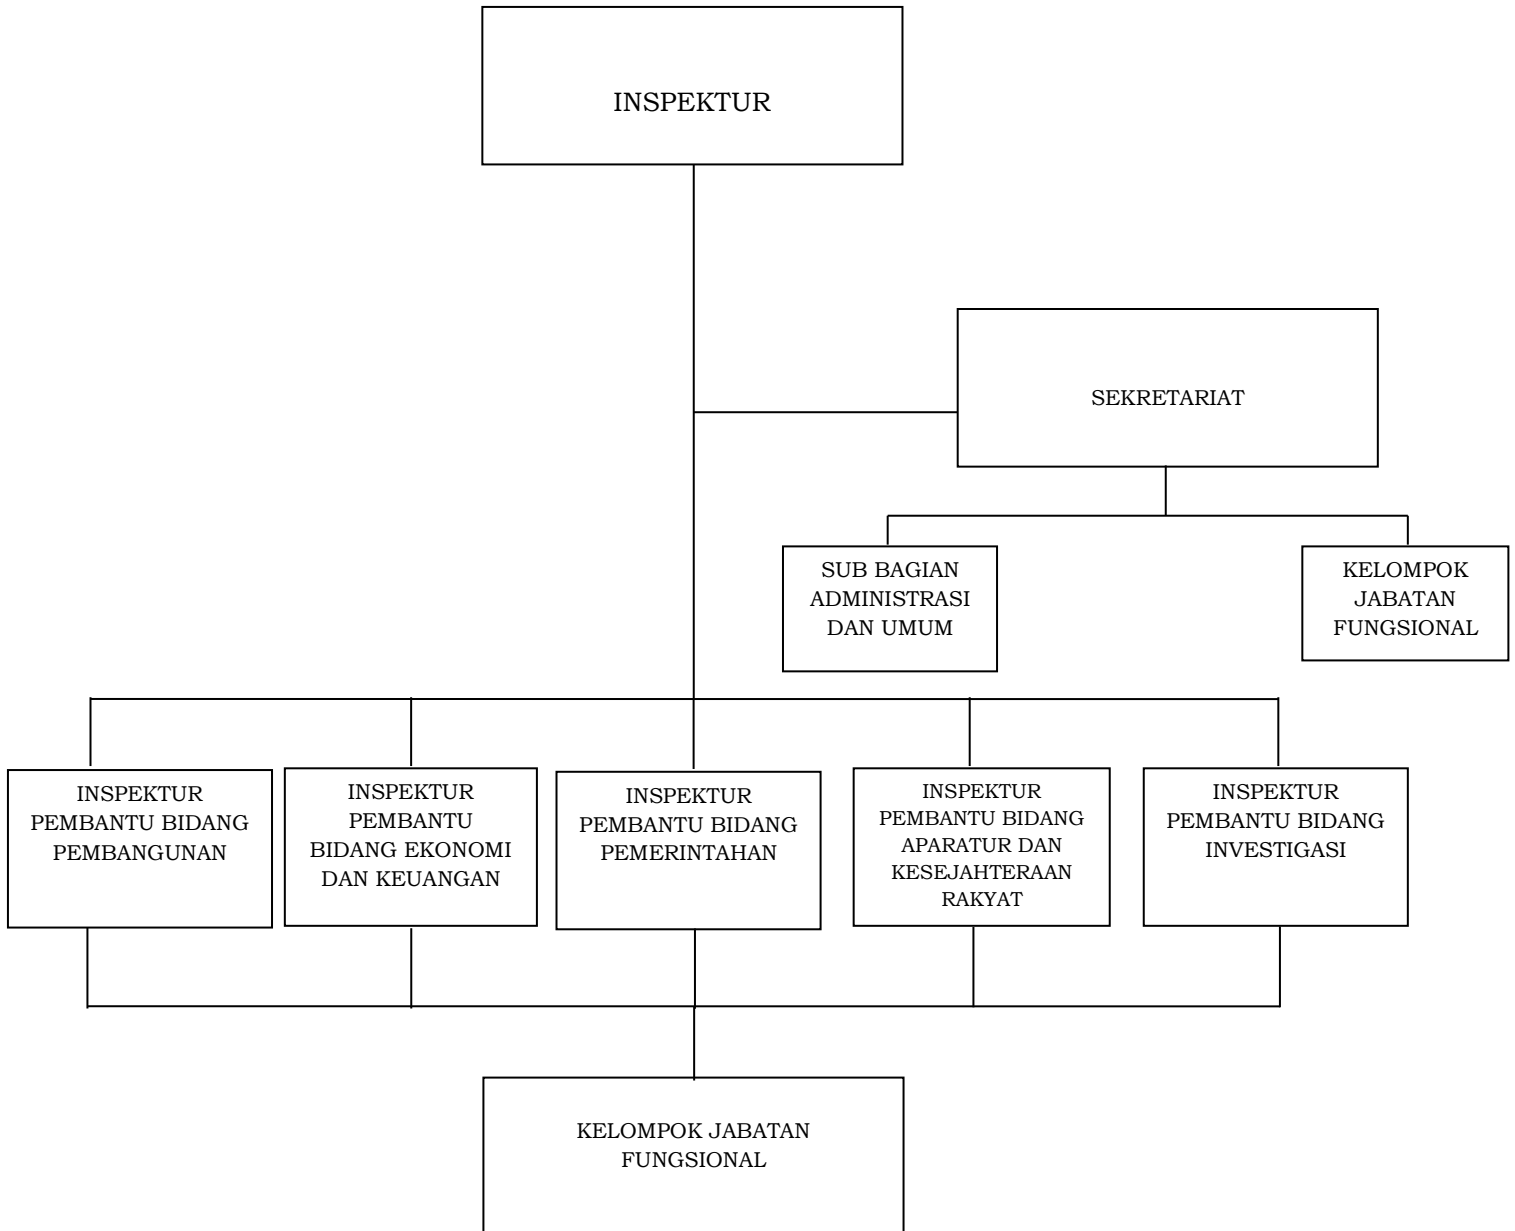 INSPEKTUR
SEKRETARIAT
SUB BAGIAN
ADMINISTRASI
DAN UMUM
KELOMPOK
JABATAN
FUNGSIONAL
INSPEKTUR
PEMBANTU BIDANG
PEMBANGUNAN
INSPEKTUR
PEMBANTU
BIDANG EKONOMI
DAN KEUANGAN
INSPEKTUR
PEMBANTU BIDANG
PEMERINTAHAN
INSPEKTUR
PEMBANTU BIDANG
APARATUR DAN
KESEJAHTERAAN
RAKYAT
INSPEKTUR
PEMBANTU BIDANG
INVESTIGASI
KELOMPOK JABATAN
FUNGSIONAL